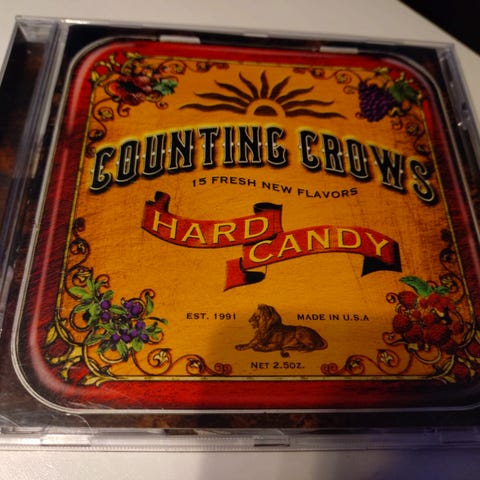 COUNTING CROWS
15 FRESH NEW FLAVORS
HARD CANDY
EST. 1991
MADE IN U.S.A
NET 2.5OZ.